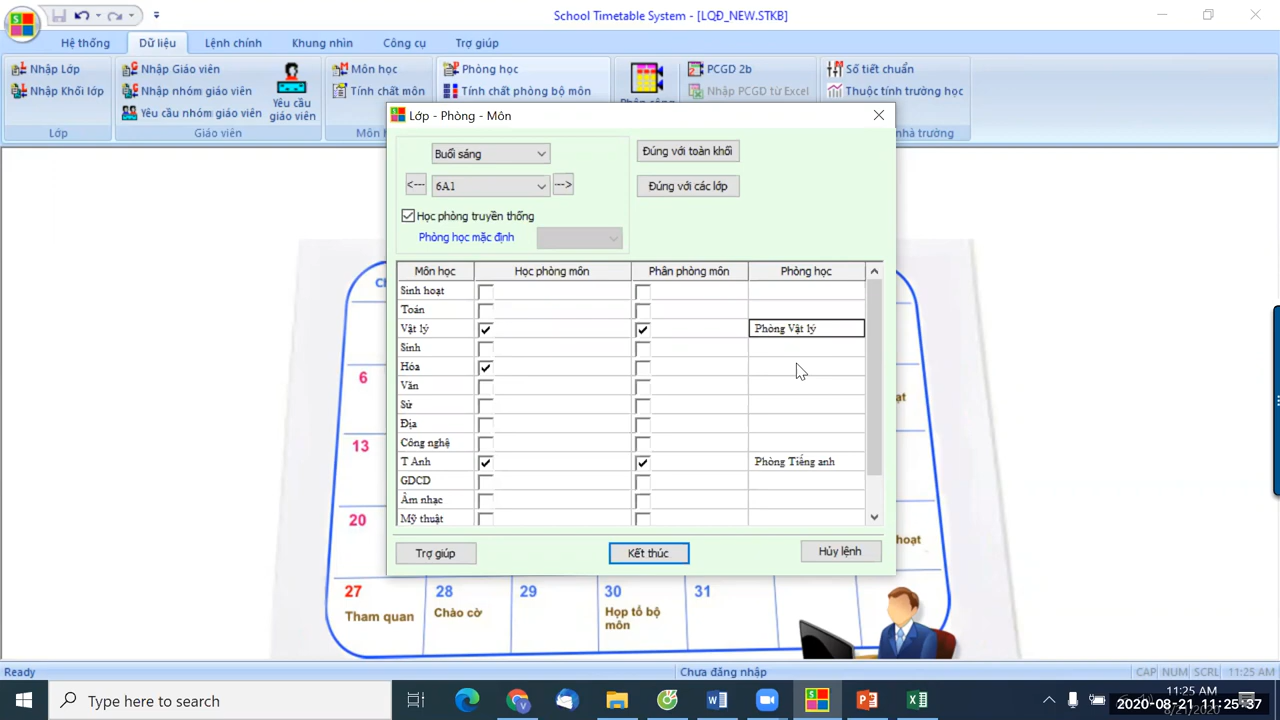 School Timetable System - [LQĐ_NEW.STKB]
Hệ thống
Dữ liệu
Lệnh chính
Khung nhìn
Công cụ
Trợ giúp
Nhập Lớp
Nhập Khối lớp
Lớp
Nhập Giáo viên
Nhập nhóm giáo viên
Yêu cầu nhóm giáo viên
Yêu cầu giáo viên
Giáo viên
Môn học
Tính chất môn
Phòng học
Tính chất phòng bộ môn
PCGD 2b
Nhập PCGD từ Excel
Số tiết chuẩn
Thuộc tính trường học
nhà trường
Lớp - Phòng - Môn
Buổi sáng
<--- 6A1 --->
Học phòng truyền thống
Phòng học mặc định
Đúng với toàn khối
Đúng với các lớp
Môn học Học phòng môn Phân phòng môn Phòng học
Sinh hoạt
Toán
Vật lý Phòng Vật lý
Sinh
Hóa
Văn
Sử
Địa
Công nghệ
T Anh Phòng Tiếng anh
GDCD
Âm nhạc
Mỹ thuật
Trợ giúp Kết thúc Hủy lệnh
6
13
20
27 28 29 30 31
Tham quan Chào cờ Họp tổ bộ môn
Ready Chưa đăng nhập CAP NUM SCRL 11:25 AM
Type here to search
11:25 AM
2020-08-21 11:25:37